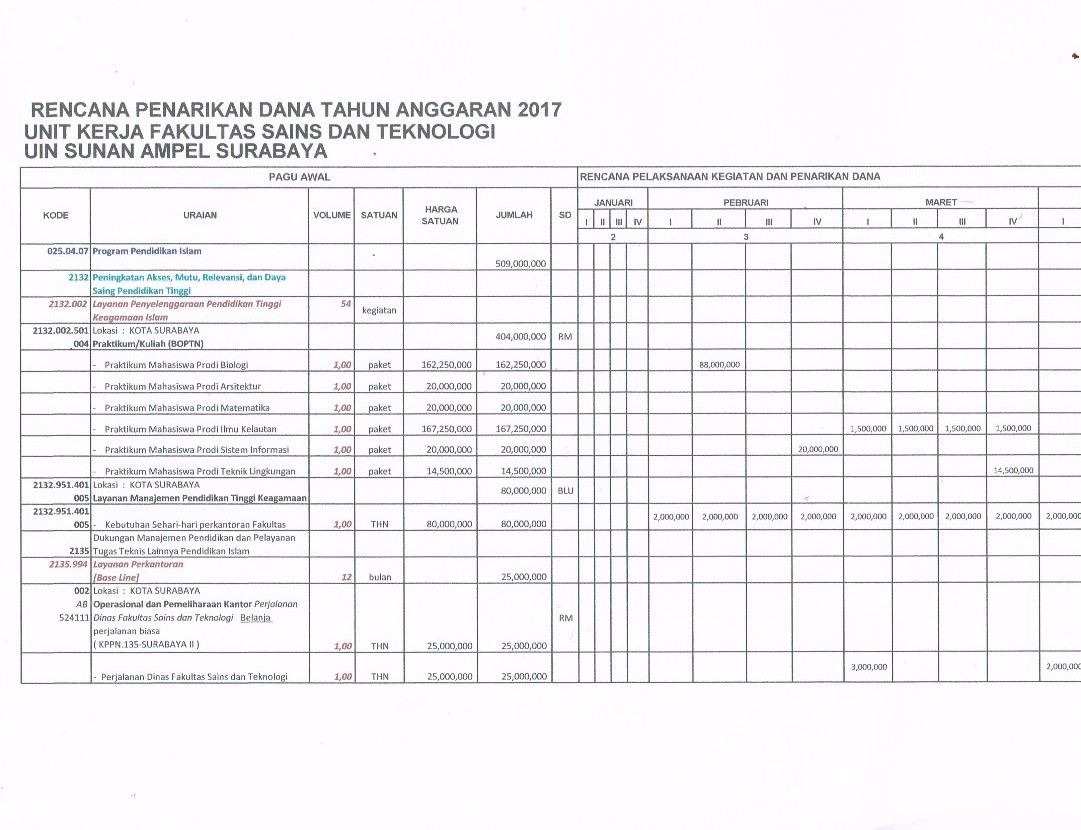 RENCANA PENARIKAN DANA TAHUN ANGGARAN 2017
UNIT KERJA FAKULTAS SAINS DAN TEKNOLOGI
UIN SUNAN AMPEL SURABAYA
PAGU AWAL RENCANA PELAKSANAAN KEGIATAN DAN PENARIKAN DANA
KODE URAIAN VOLUME SATUAN HARGA SATUAN JUMLAH SD JANUARI PEBRUARI MARET
I II III IV I II III IV I II III IV I
2 3 4
025.04.07 Program Pendidikan Islam
509,000,000
2132 Peningkatan Akses, Mutu, Relevansi, dan Daya
Saing Pendidikan Tinggi
2132.002 Layanan Penyelenggaraan Pendidikan Tinggi 54 kegiatan
Keagamaan Islam
2132.002.501 Lokasi : KOTA SURABAYA 404,000,000 RM
004 Praktikum/Kuliah (BOPTN)
- Praktikum Mahasiswa Prodi Biologi 1,00 paket 162,250,000 162,250,000 88,000,000
- Praktikum Mahasiswa Prodi Arsitektur 1,00 paket 20,000,000 20,000,000
- Praktikum Mahasiswa Prodi Matematika 1,00 paket 20,000,000 20,000,000
- Praktikum Mahasiswa Prodi Ilmu Kelautan 1,00 paket 167,250,000 167,250,000 1,500,000 1,500,000 1,500,000 1,500,000
- Praktikum Mahasiswa Prodi Sistem Informasi 1,00 paket 20,000,000 20,000,000 20,000,000
- Praktikum Mahasiswa Prodi Teknik Lingkungan 1,00 paket 14,500,000 14,500,000 14,500,000
2132.951.401 Lokasi : KOTA SURABAYA 80,000,000 BLU
005 Layanan Manajemen Pendidikan Tinggi Keagamaan
2132.951.401
005 - Kebutuhan Sehari-hari perkantoran Fakultas 1,00 THN 80,000,000 80,000,000 2,000,000 2,000,000 2,000,000 2,000,000 2,000,000 2,000,000 2,000,000 2,000,000 2,000,000
Dukungan Manajemen Pendidikan dan Pelayanan
2135 Tugas Teknis Lainnya Pendidikan Islam
2135.994 Layanan Perkantoran
[Base Line] 12 bulan 25,000,000
002 Lokasi : KOTA SURABAYA
AB Operasional dan Pemeliharaan Kantor Perjalanan
524111 Dinas Fakultas Sains dan Teknologi Belanja RM
perjalanan biasa
( KPPN.135-SURABAYA II ) 1,00 THN 25,000,000 25,000,000
- Perjalanan Dinas Fakultas Sains dan Teknologi 1,00 THN 25,000,000 25,000,000 3,000,000 2,000,000